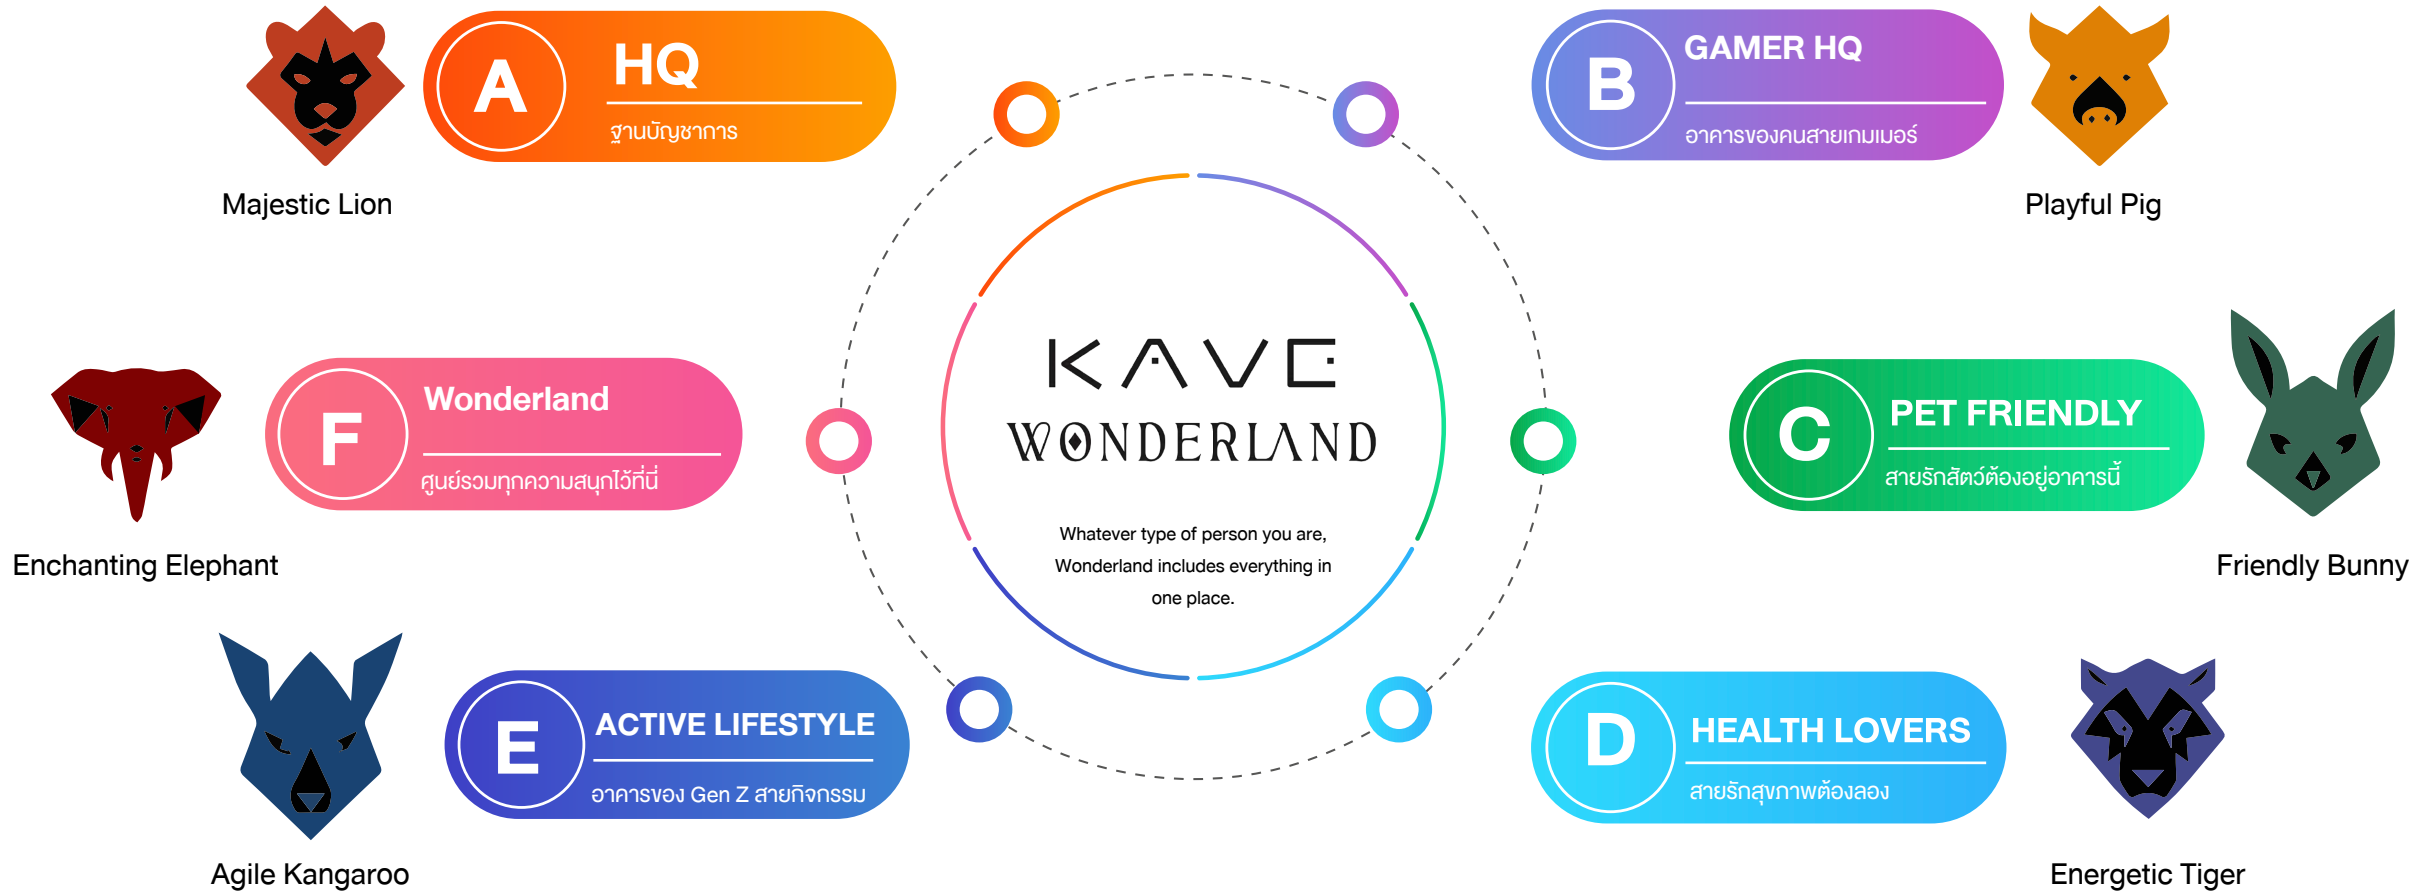 A
HQ
ฐานบัญชาการ
Majestic Lion
B
GAMER HQ
อาคารของคนสายเกมเมอร์
Playful Pig
F
Wonderland
ศูนย์รวมทุกความสนุกไว้ที่นี่
Enchanting Elephant
KAVE
WONDERLAND
Whatever type of person you are,
Wonderland includes everything in
one place.
C
PET FRIENDLY
สายรักสัตว์ต้องอยู่อาคารนี้
Friendly Bunny
E
ACTIVE LIFESTYLE
อาคารของ Gen Z สายกิจกรรม
Agile Kangaroo
D
HEALTH LOVERS
สายรักสุขภาพต้องลอง
Energetic Tiger